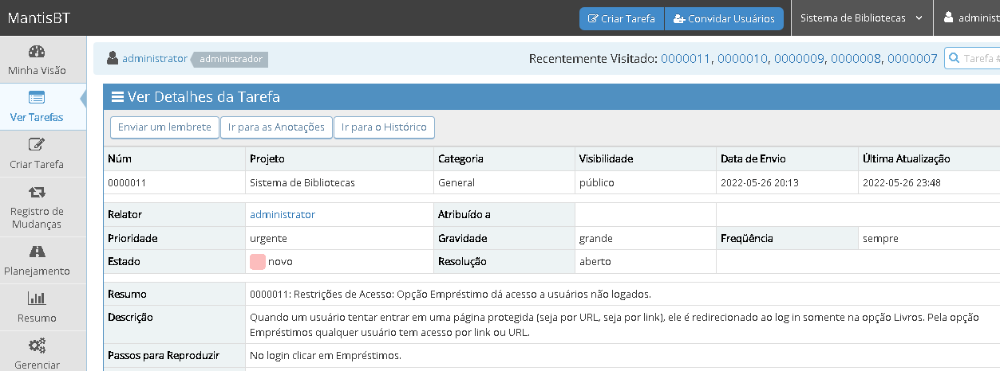 MantisBT
Criar Tarefa
Convidar Usuários
Sistema de Bibliotecas
administ
administrator
administrador
Recentemente Visitado: 0000011, 0000010, 0000009, 0000008, 0000007
Tarefa #
Minha Visão
Ver Tarefas
Criar Tarefa
Registro de
Mudanças
Planejamento
Resumo
Gerenciar
Ver Detalhes da Tarefa
Enviar um lembrete
Ir para as Anotações
Ir para o Histórico
Núm Projeto Categoria Visibilidade Data de Envio Última Atualização
0000011 Sistema de Bibliotecas General público 2022-05-26 20:13 2022-05-26 23:48
Relator administrator Atribuído a
Prioridade urgente Gravidade grande Freqüência sempre
Estado novo Resolução aberto
Resumo 0000011: Restrições de Acesso: Opção Empréstimo dá acesso a usuários não logados.
Descrição Quando um usuário tentar entrar em uma página protegida (seja por URL, seja por link), ele é redirecionado ao log in somente na opção Livros. Pela opção
Empréstimos qualquer usuário tem acesso por link ou URL.
Passos para Reproduzir No login clicar em Empréstimos.